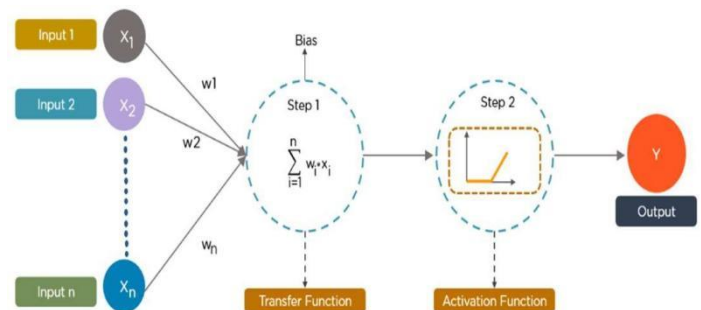 Input 1
X1
Input 2
X2
Input n
Xn
w1
w2
wn
Bias
Step 1
n
∑ wi*xi
i=1
Transfer Function
Step 2
Activation Function
Y
Output